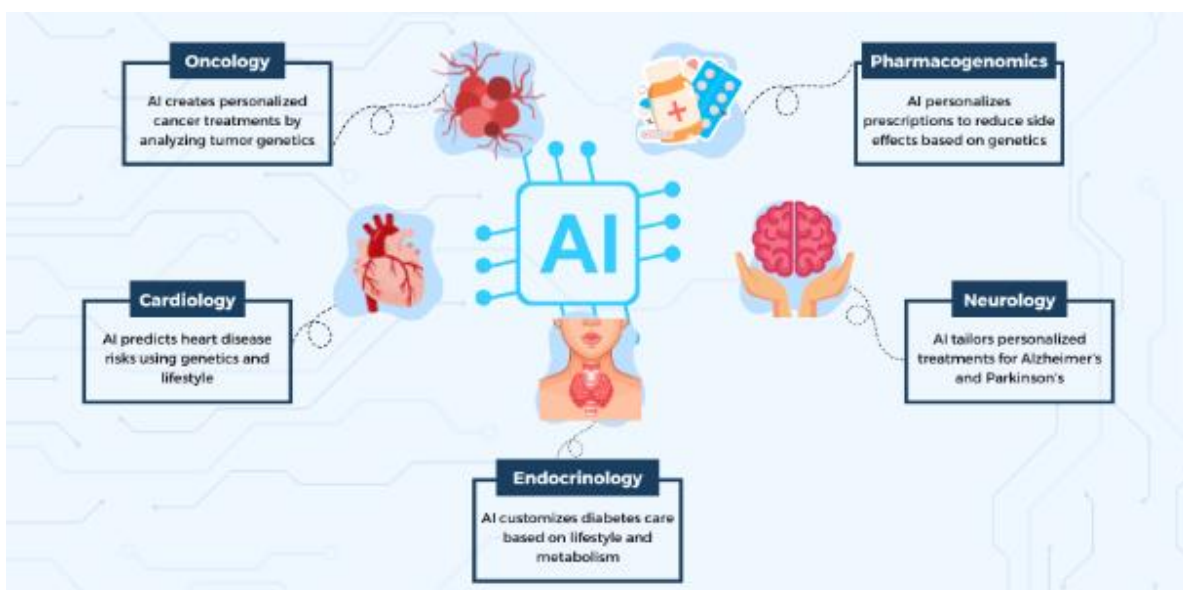 Oncology
AI creates personalized
cancer treatments by
analyzing tumor genetics
Pharmacogenomics
AI personalizes
prescriptions to reduce side
effects based on genetics
AI
Cardiology
AI predicts heart disease
risks using genetics and
lifestyle
Neurology
AI tailors personalized
treatments for Alzheimer's
and Parkinson's
Endocrinology
AI customizes diabetes care
based on lifestyle and
metabolism